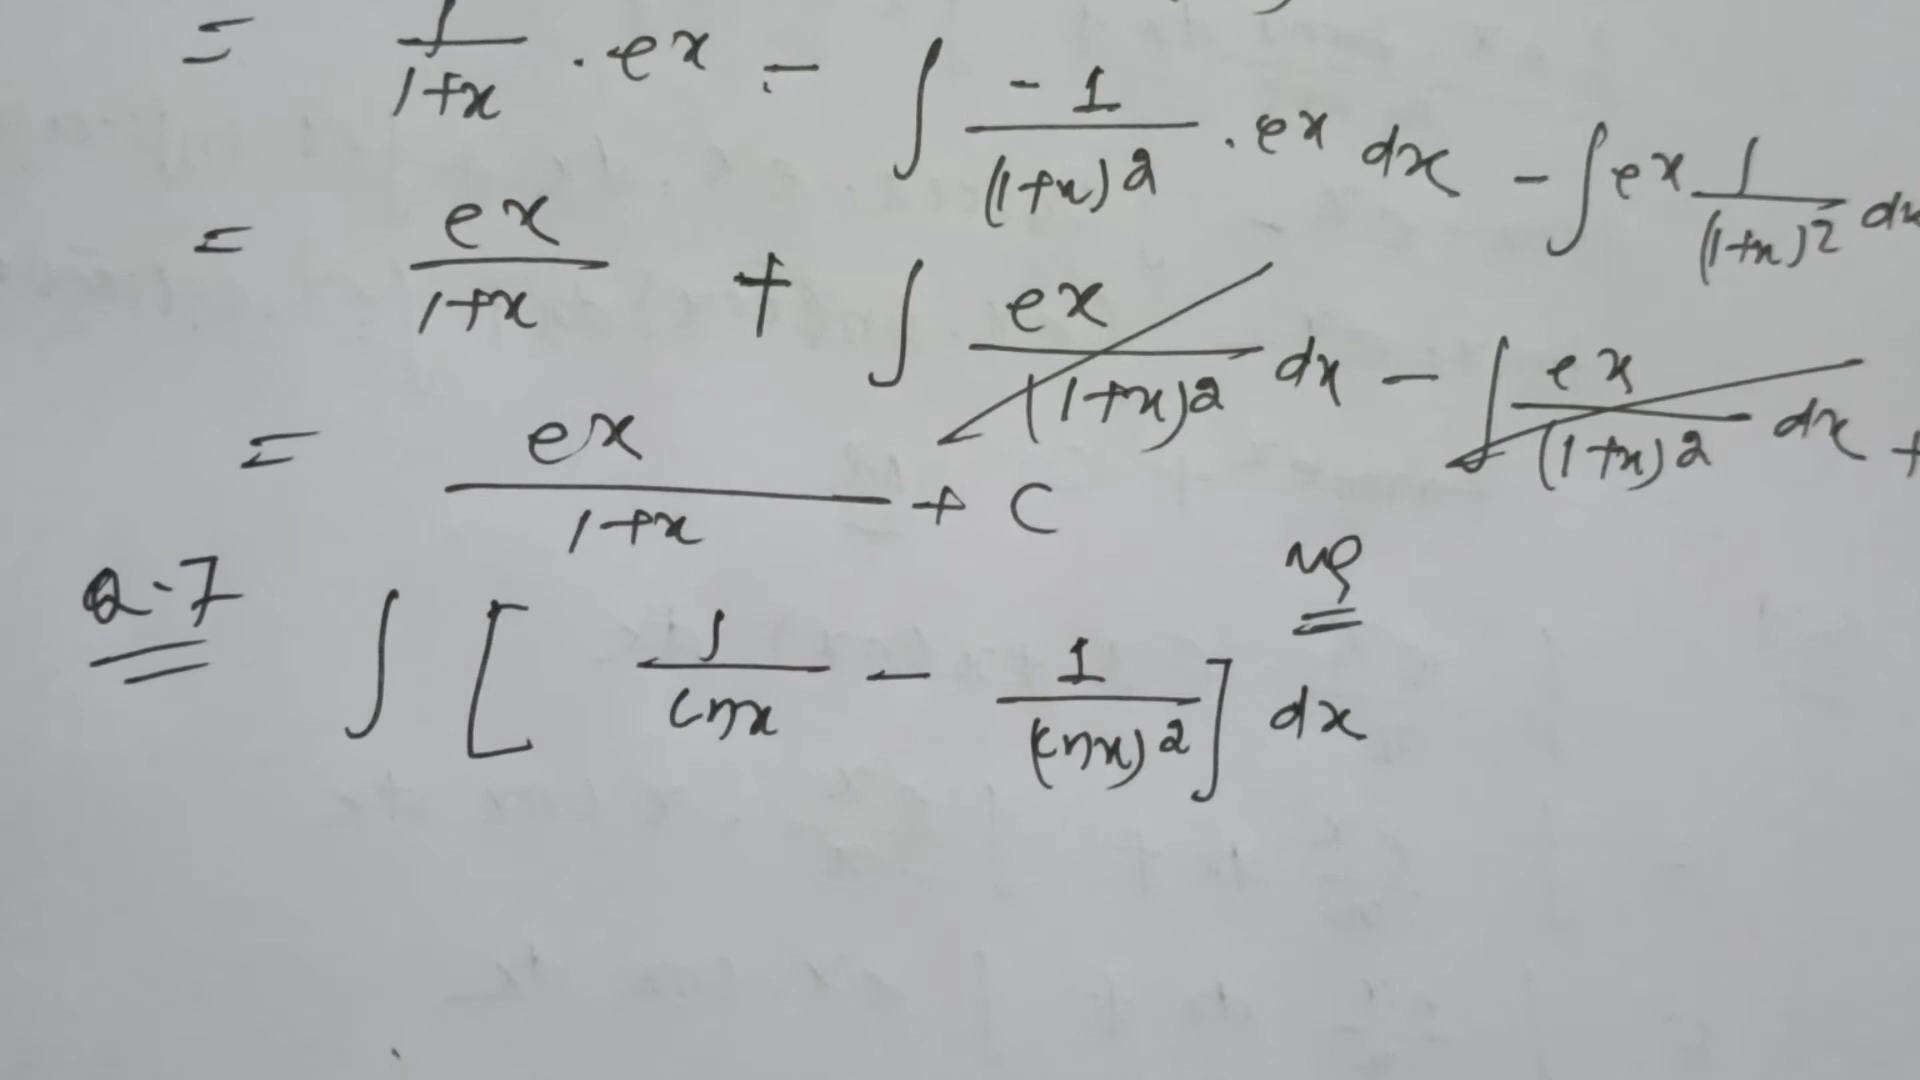 = 1/(1+x) . e^x - ∫ -1/(1+x)^2 . e^x dx - ∫ e^x 1/(1+x)^2 dx
= e^x/(1+x) + ∫ e^x/(1+x)^2 dx - ∫ e^x/(1+x)^2 dx +
= e^x/(1+x) + C
Q.7 ∫ [ 1/lnx - 1/(lnx)^2 ] dx